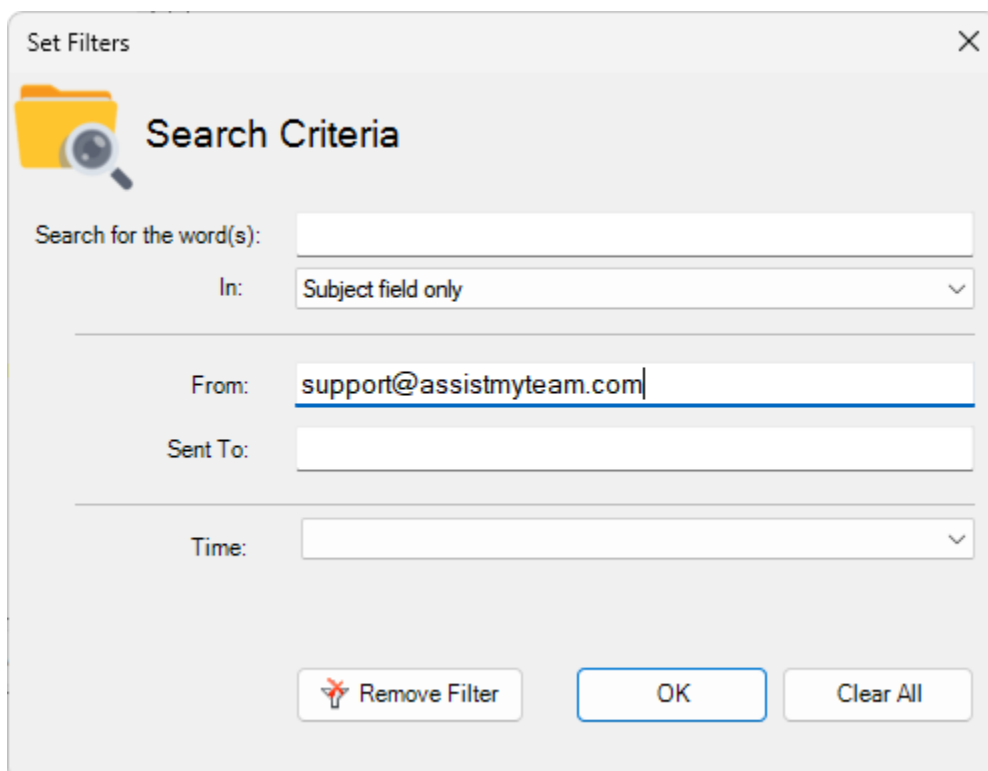 Set Filters
Search Criteria
Search for the word(s):
In: Subject field only
From: support@assistmyteam.com
Sent To:
Time:
Remove Filter OK Clear All